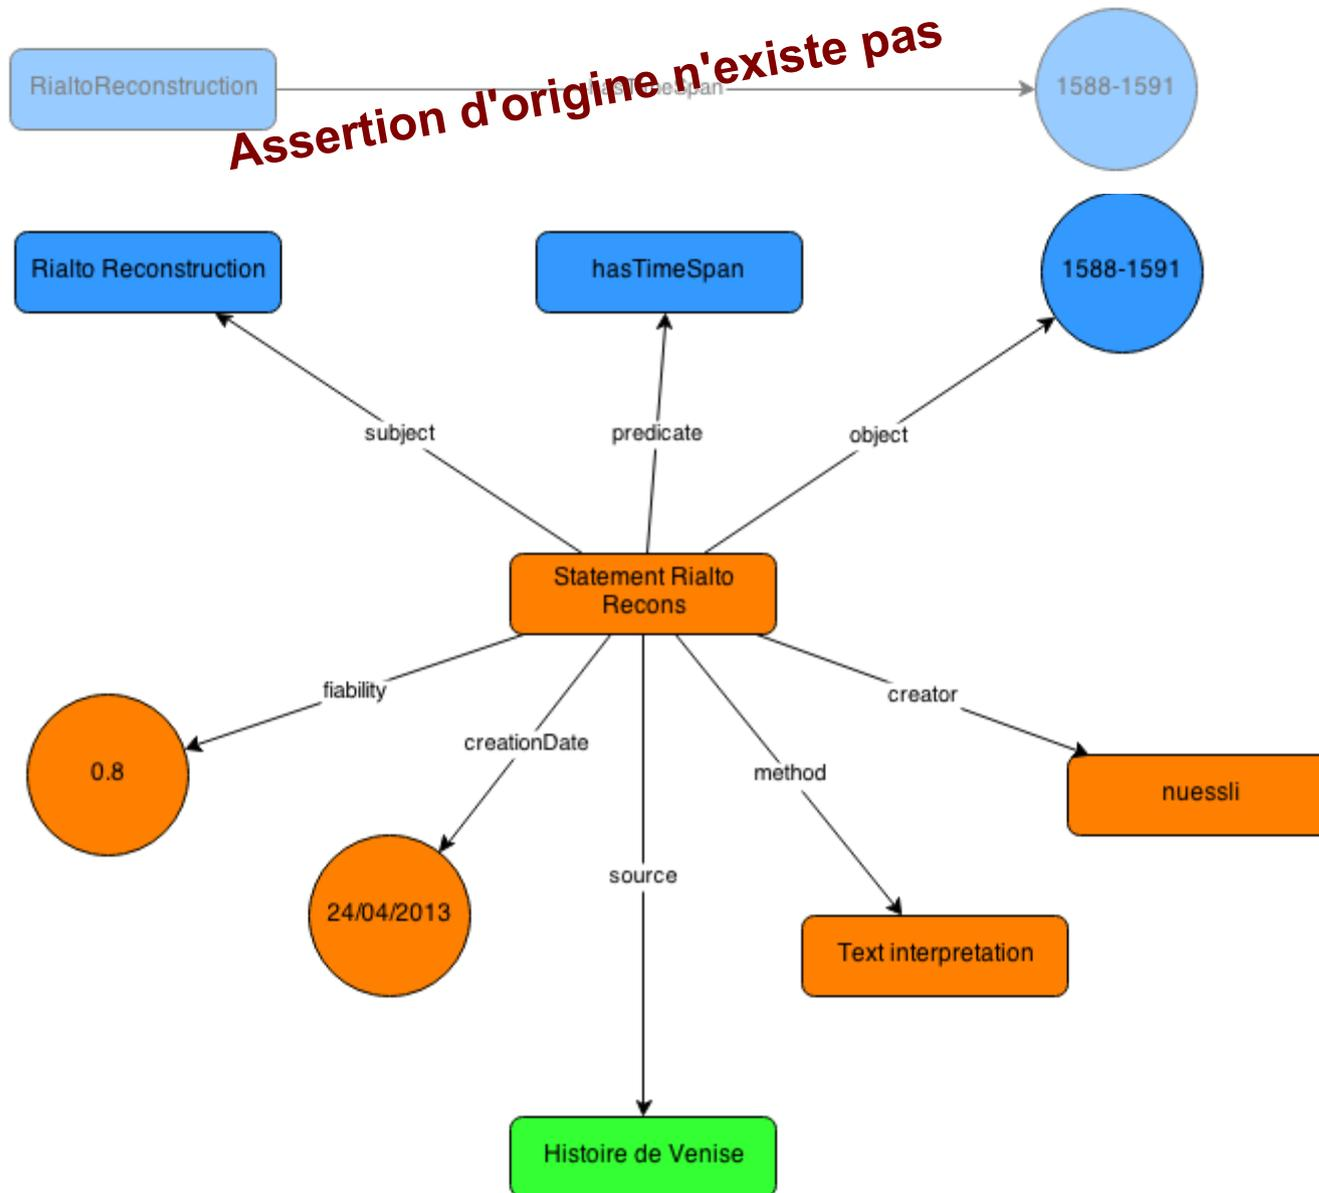 Assertion d'origine n'existe pas
RialtoReconstruction
hasTimeSpan
1588-1591
Rialto Reconstruction
hasTimeSpan
1588-1591
subject
predicate
object
Statement Rialto
Recons
fiability
creator
creationDate
method
0.8
nuessli
source
24/04/2013
Text interpretation
Histoire de Venise